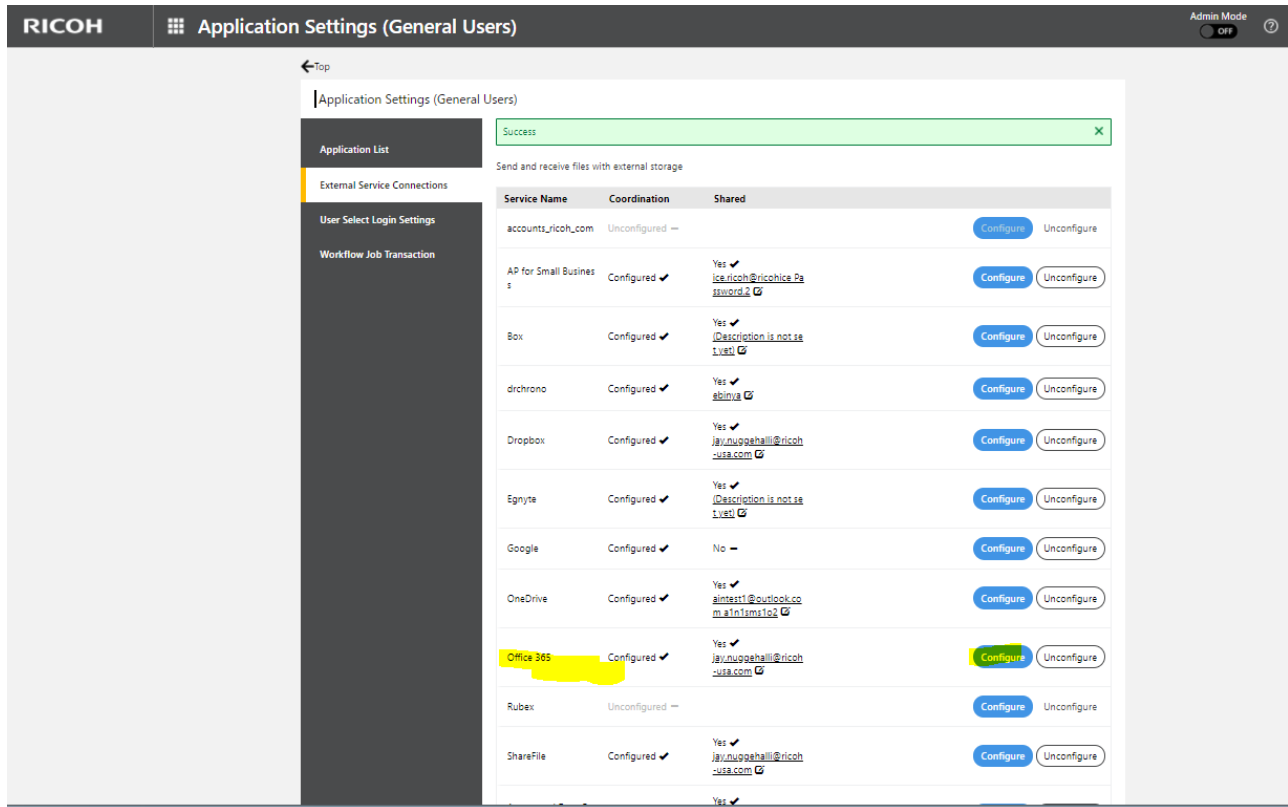 RICOH
Application Settings (General Users)
Admin Mode
OFF
Top
Application Settings (General Users)
Application List
External Service Connections
User Select Login Settings
Workflow Job Transaction
Success
Send and receive files with external storage
Service Name Coordination Shared
accounts_ricoh_com Unconfigured Configure Unconfigure
AP for Small Busines
s
Configured
Yes
ice.ricoh@ricohice Pa
ssword.2
Configure Unconfigure
Box
Configured
Yes
(Description is not se
t yet)
Configure Unconfigure
drchrono
Configured
Yes
ebinya
Configure Unconfigure
Dropbox
Configured
Yes
jay.nuggehalli@ricoh
-usa.com
Configure Unconfigure
Egnyte
Configured
Yes
(Description is not se
t yet)
Configure Unconfigure
Google Configured No Configure Unconfigure
OneDrive
Configured
Yes
aintest1@outlook.co
m a1n1sms1o2
Configure Unconfigure
Office 365
Configured
Yes
jay.nuggehalli@ricoh
-usa.com
Configure Unconfigure
Rubex Unconfigured Configure Unconfigure
ShareFile
Configured
Yes
jay.nuggehalli@ricoh
-usa.com
Configure Unconfigure
Yes